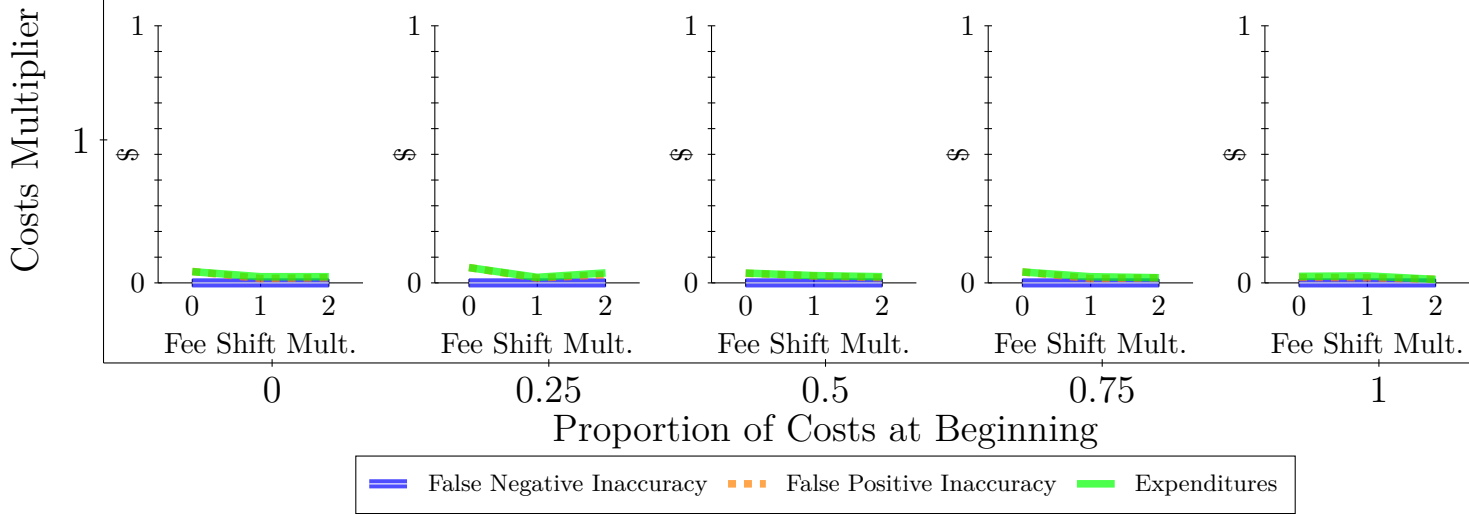 Costs Multiplier
1
1 1 1 1 1
$ $ $ $ $
0 0 0 0 0
0 1 2 0 1 2 0 1 2 0 1 2 0 1 2
Fee Shift Mult. Fee Shift Mult. Fee Shift Mult. Fee Shift Mult. Fee Shift Mult.
0 0.25 0.5 0.75 1
Proportion of Costs at Beginning
False Negative Inaccuracy False Positive Inaccuracy Expenditures